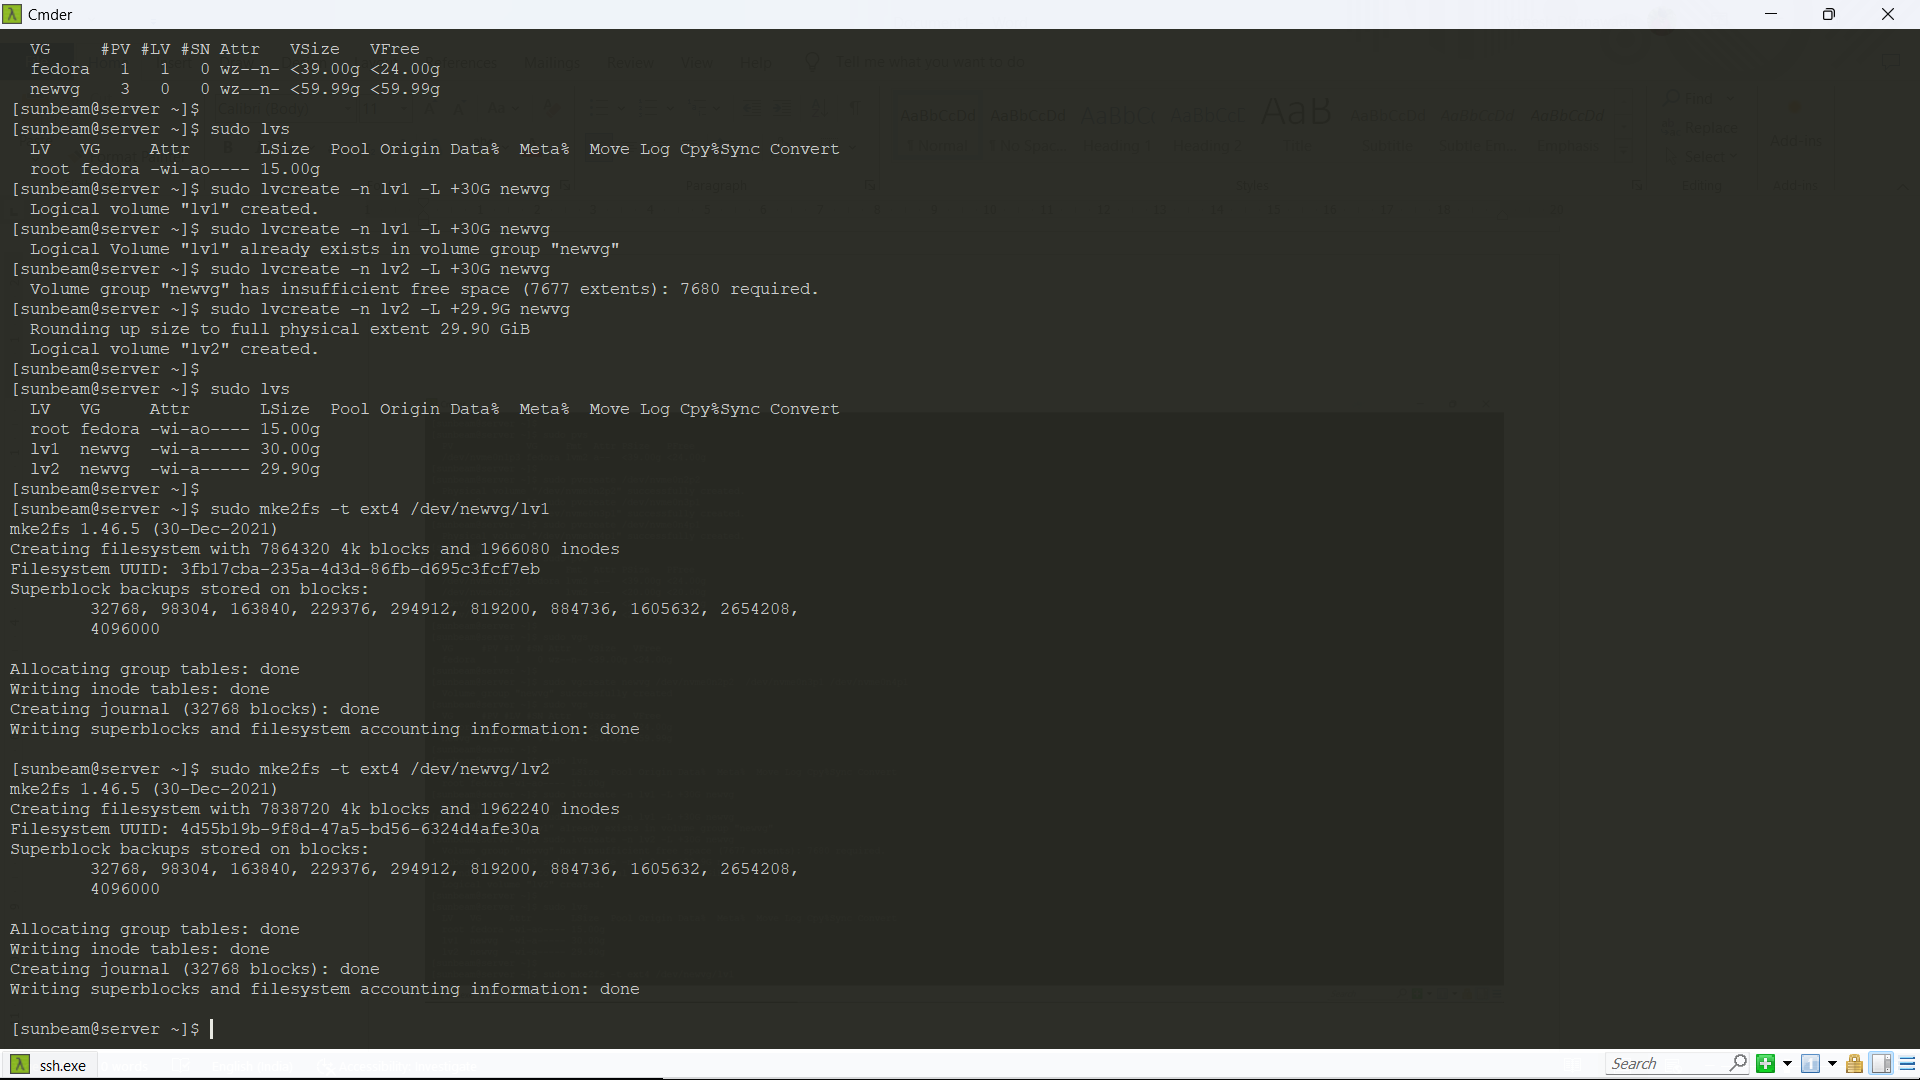 Cmder
VG #PV #LV #SN Attr VSize VFree
fedora 1 1 0 wz--n- <39.00g <24.00g
newvg 3 0 0 wz--n- <59.99g <59.99g
[sunbeam@server ~]$
[sunbeam@server ~]$ sudo lvs
LV VG Attr LSize Pool Origin Data% Meta% Move Log Cpy%Sync Convert
root fedora -wi-ao---- 15.00g
[sunbeam@server ~]$ sudo lvcreate -n lv1 -L +30G newvg
Logical volume "lv1" created.
[sunbeam@server ~]$ sudo lvcreate -n lv1 -L +30G newvg
Logical Volume "lv1" already exists in volume group "newvg"
[sunbeam@server ~]$ sudo lvcreate -n lv2 -L +30G newvg
Volume group "newvg" has insufficient free space (7677 extents): 7680 required.
[sunbeam@server ~]$ sudo lvcreate -n lv2 -L +29.9G newvg
Rounding up size to full physical extent 29.90 GiB
Logical volume "lv2" created.
[sunbeam@server ~]$
[sunbeam@server ~]$ sudo lvs
LV VG Attr LSize Pool Origin Data% Meta% Move Log Cpy%Sync Convert
root fedora -wi-ao---- 15.00g
lv1 newvg -wi-a----- 30.00g
lv2 newvg -wi-a----- 29.90g
[sunbeam@server ~]$
[sunbeam@server ~]$ sudo mke2fs -t ext4 /dev/newvg/lv1
mke2fs 1.46.5 (30-Dec-2021)
Creating filesystem with 7864320 4k blocks and 1966080 inodes
Filesystem UUID: 3fb17cba-235a-4d3d-86fb-d695c3fcf7eb
Superblock backups stored on blocks:
32768, 98304, 163840, 229376, 294912, 819200, 884736, 1605632, 2654208,
4096000
Allocating group tables: done
Writing inode tables: done
Creating journal (32768 blocks): done
Writing superblocks and filesystem accounting information: done
[sunbeam@server ~]$ sudo mke2fs -t ext4 /dev/newvg/lv2
mke2fs 1.46.5 (30-Dec-2021)
Creating filesystem with 7838720 4k blocks and 1962240 inodes
Filesystem UUID: 4d55b19b-9f8d-47a5-bd56-6324d4afe30a
Superblock backups stored on blocks:
32768, 98304, 163840, 229376, 294912, 819200, 884736, 1605632, 2654208,
4096000
Allocating group tables: done
Writing inode tables: done
Creating journal (32768 blocks): done
Writing superblocks and filesystem accounting information: done
[sunbeam@server ~]$
ssh.exe
Search